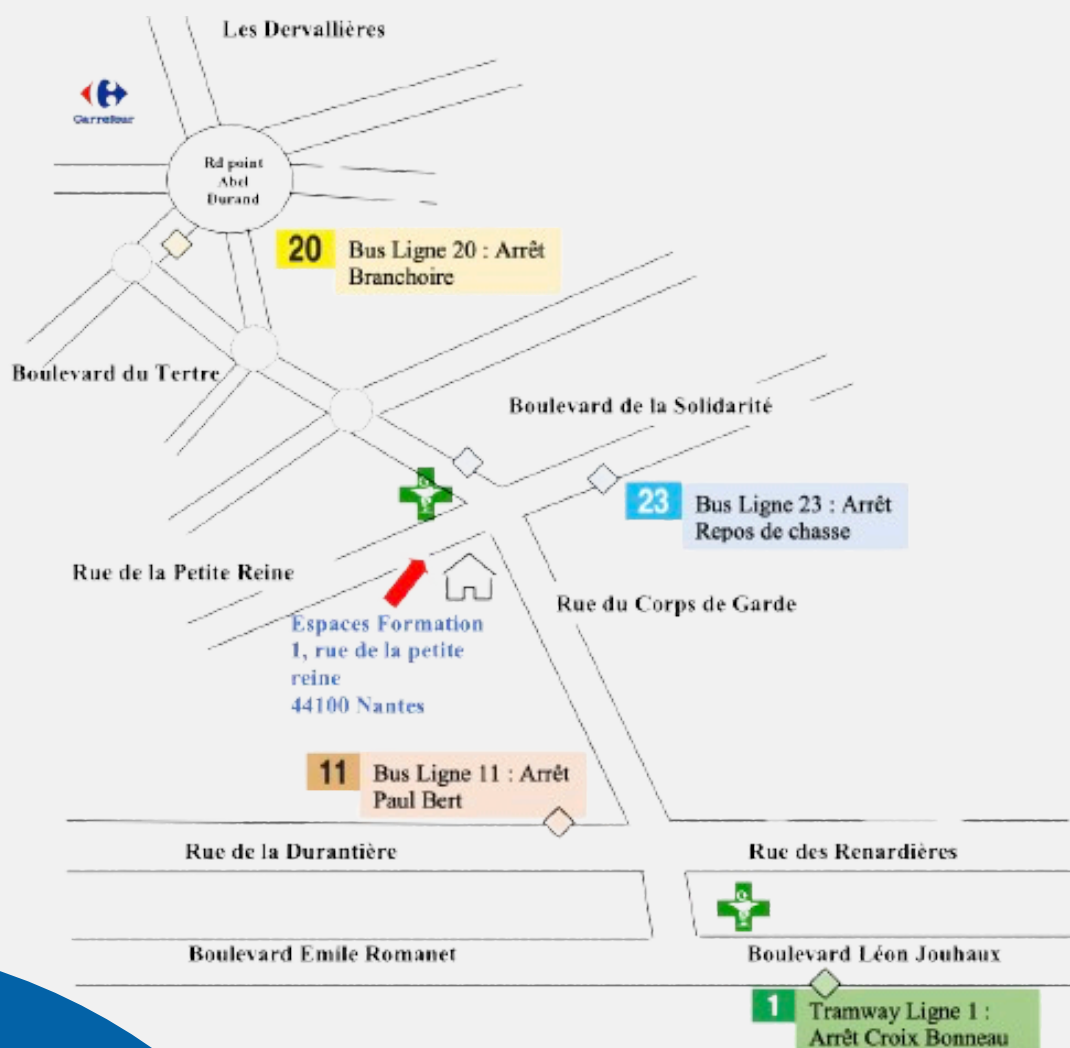 Les Dervallières
Carrefour
Rd point
Abel
Durand
20
Bus Ligne 20 : Arrêt
Branchoire
Boulevard du Tertre
Boulevard de la Solidarité
23
Bus Ligne 23 : Arrêt
Repos de chasse
Rue de la Petite Reine
Rue du Corps de Garde
Espaces Formation
1, rue de la petite
reine
44100 Nantes
11
Bus Ligne 11 : Arrêt
Paul Bert
Rue de la Durantière
Rue des Renardières
Boulevard Emile Romanet
Boulevard Léon Jouhaux
1
Tramway Ligne 1 :
Arrêt Croix Bonneau